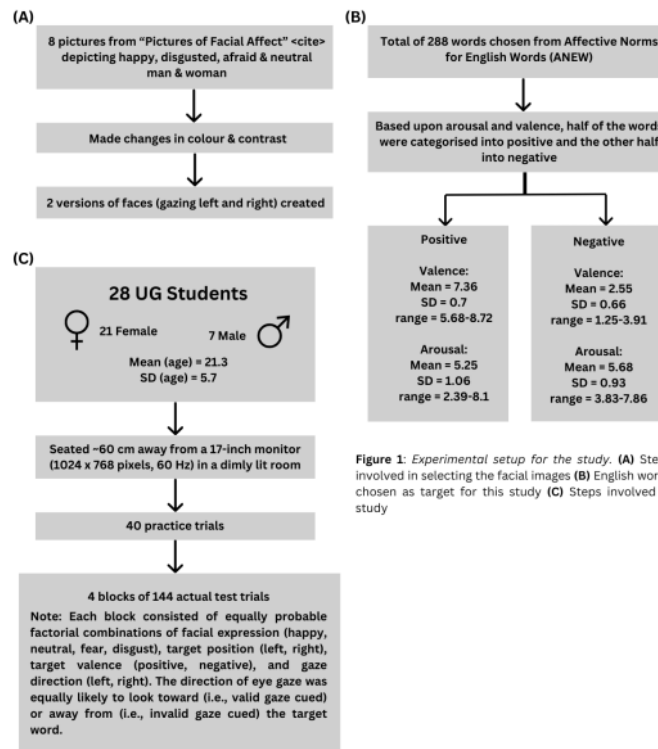 (A)
8 pictures from “Pictures of Facial Affect” <cite>
depicting happy, disgusted, afraid & neutral
man & woman
Made changes in colour & contrast
2 versions of faces (gazing left and right) created
(B)
Total of 288 words chosen from Affective Norms
for English Words (ANEW)
Based upon arousal and valence, half of the word
were categorised into positive and the other half
into negative
Positive
Valence:
Mean = 7.36
SD = 0.7
range = 5.68-8.72
Arousal:
Mean = 5.25
SD = 1.06
range = 2.39-8.1
Negative
Valence:
Mean = 2.55
SD = 0.66
range = 1.25-3.91
Arousal:
Mean = 5.68
SD = 0.93
range = 3.83-7.86
(C)
28 UG Students
21 Female
7 Male
Mean (age) = 21.3
SD (age) = 5.7
Seated ~60 cm away from a 17-inch monitor
(1024 x 768 pixels, 60 Hz) in a dimly lit room
40 practice trials
4 blocks of 144 actual test trials
Note: Each block consisted of equally probable
factorial combinations of facial expression (happy,
neutral, fear, disgust), target position (left, right),
target valence (positive, negative), and gaze
direction (left, right). The direction of eye gaze was
equally likely to look toward (i.e., valid gaze cued)
or away from (i.e., invalid gaze cued) the target
word.
Figure 1: Experimental setup for the study. (A) Ste
involved in selecting the facial images (B) English wor
chosen as target for this study (C) Steps involved
study